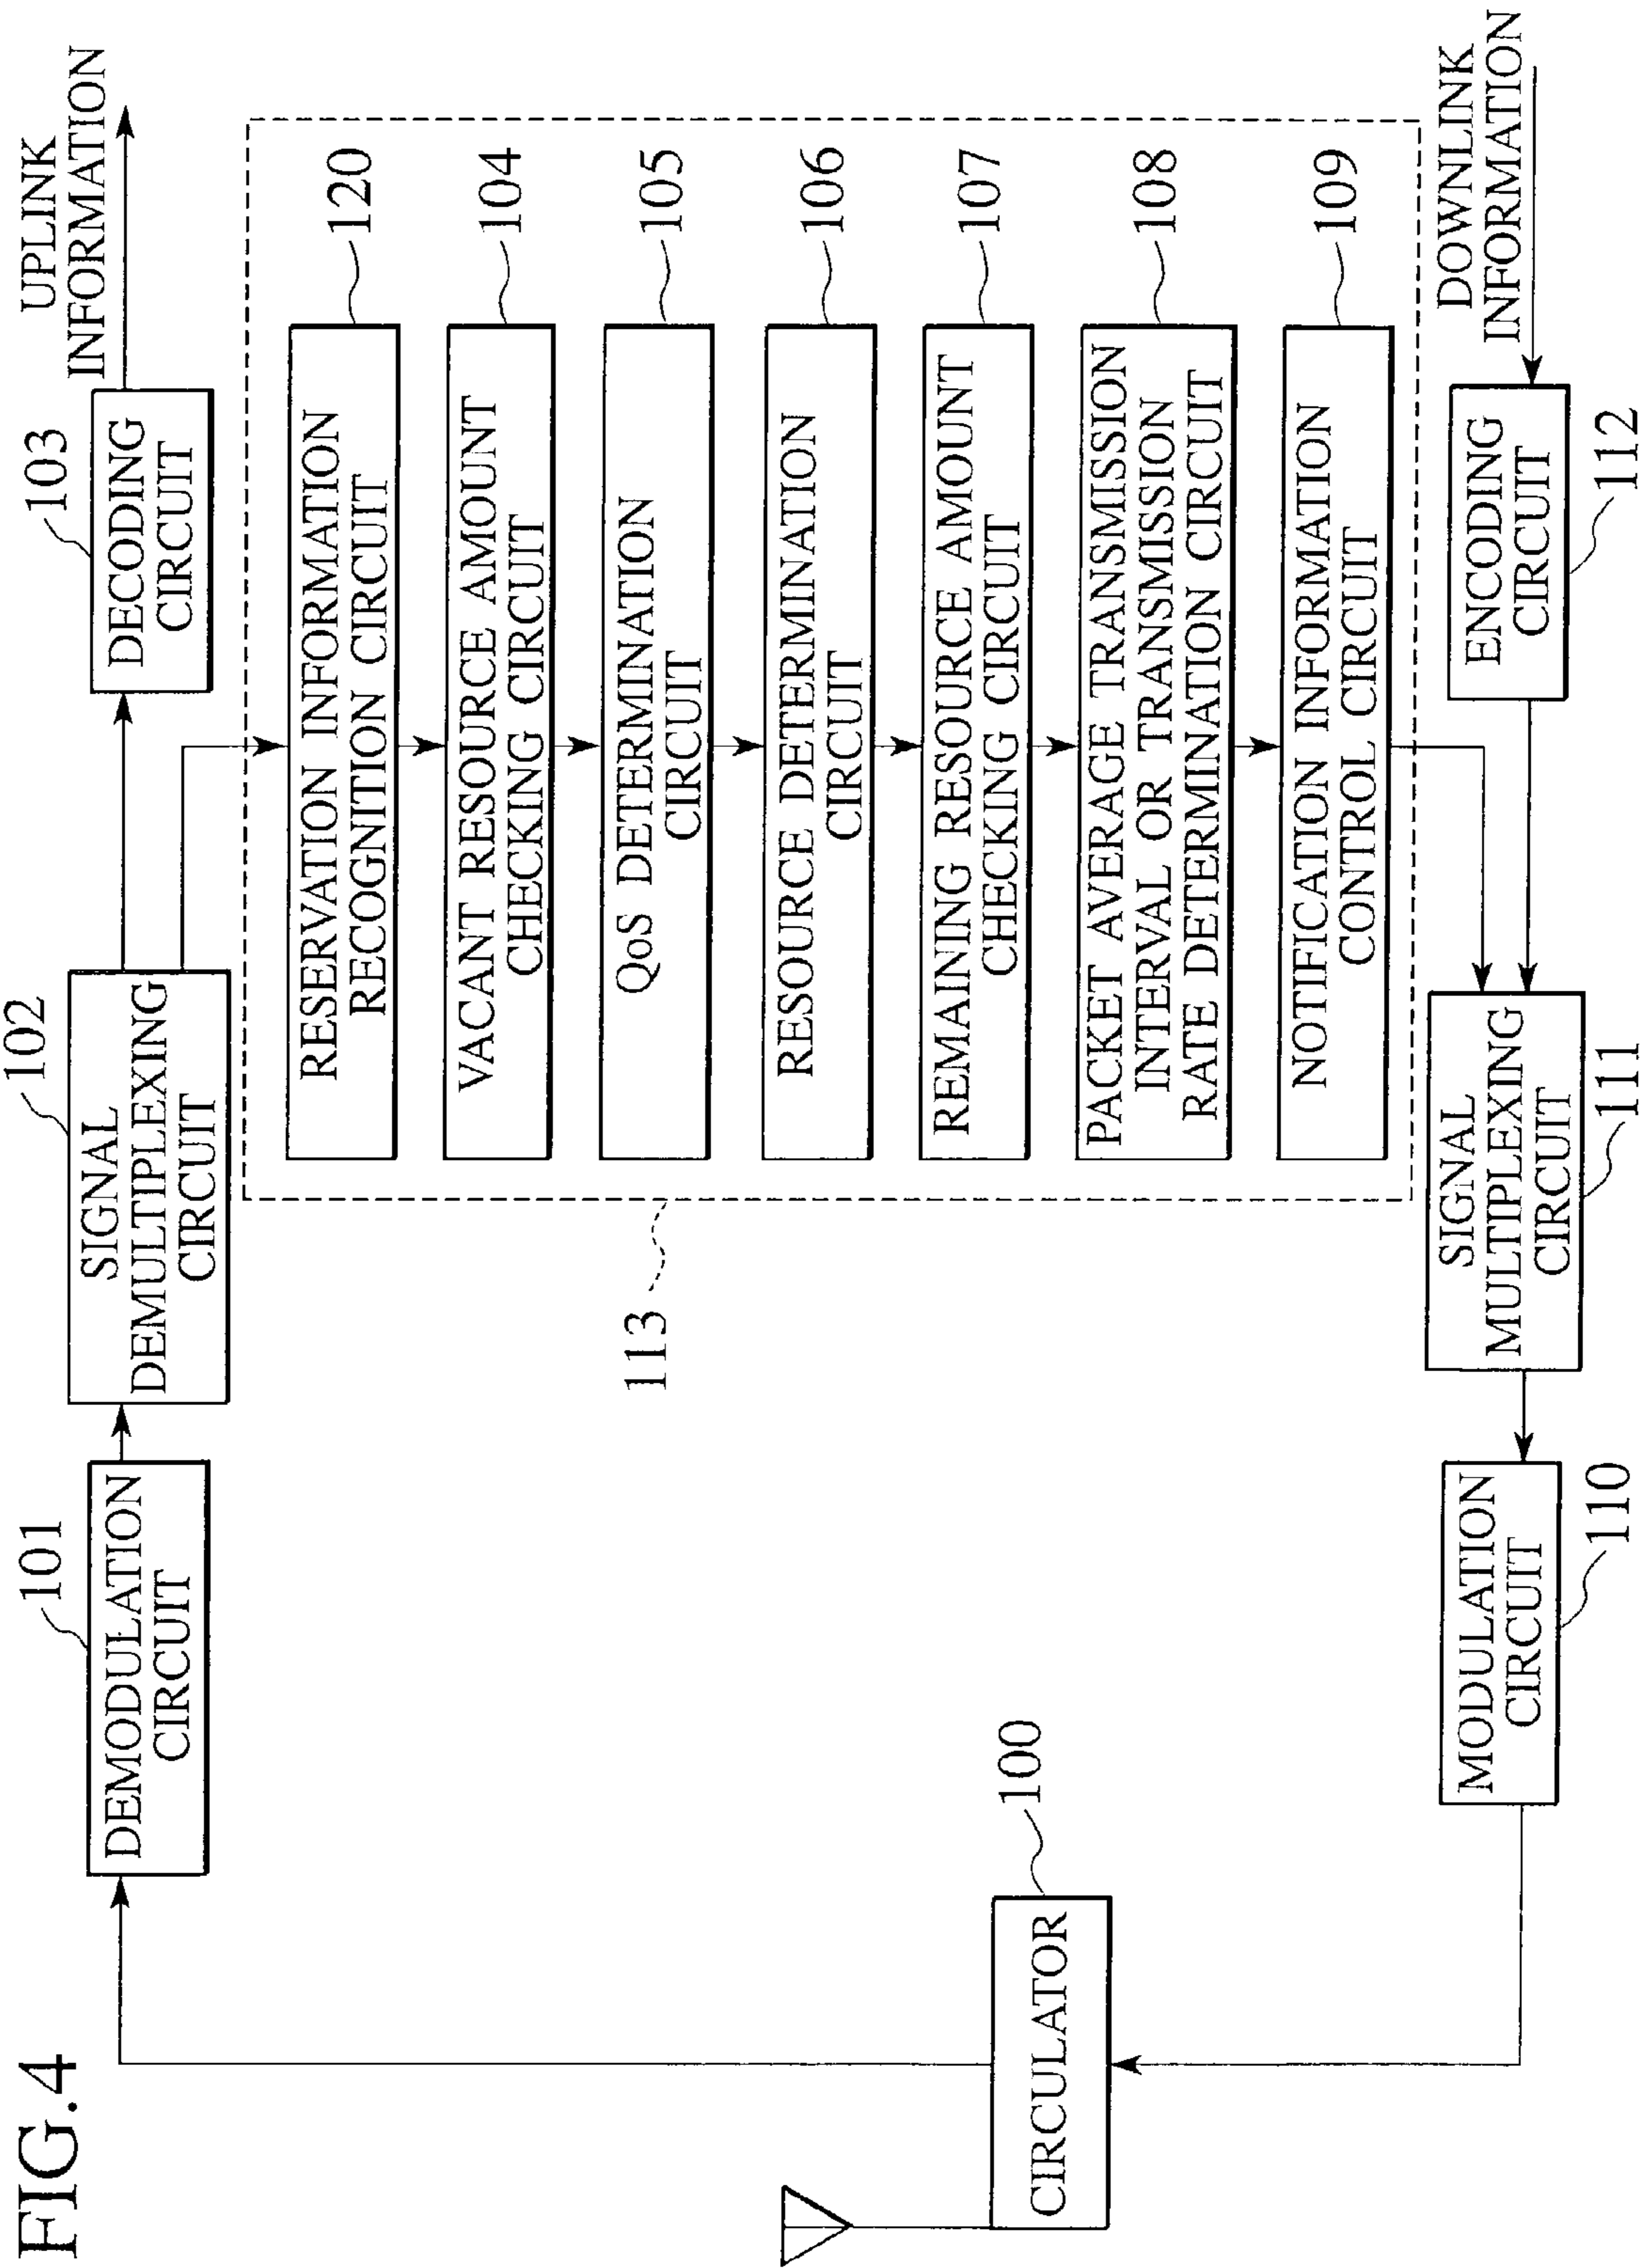 FIG.4
UPLINK
INFORMATION
101
102
103
DEMODULATION
CIRCUIT
SIGNAL
DEMULTIPLEXING
CIRCUIT
DECODING
CIRCUIT
RESERVATION INFORMATION
RECOGNITION CIRCUIT
120
VACANT RESOURCE AMOUNT
CHECKING CIRCUIT
104
QoS DETERMINATION
CIRCUIT
105
113
RESOURCE DETERMINATION
CIRCUIT
106
REMAINING RESOURCE AMOUNT
CHECKING CIRCUIT
107
CIRCULATOR
100
PACKET AVERAGE TRANSMISSION
INTERVAL OR TRANSMISSION
RATE DETERMINATION CIRCUIT
108
NOTIFICATION INFORMATION
CONTROL CIRCUIT
109
DOWNLINK
INFORMATION
MODULATION
CIRCUIT
SIGNAL
MULTIPLEXING
CIRCUIT
ENCODING
CIRCUIT
110
111
112